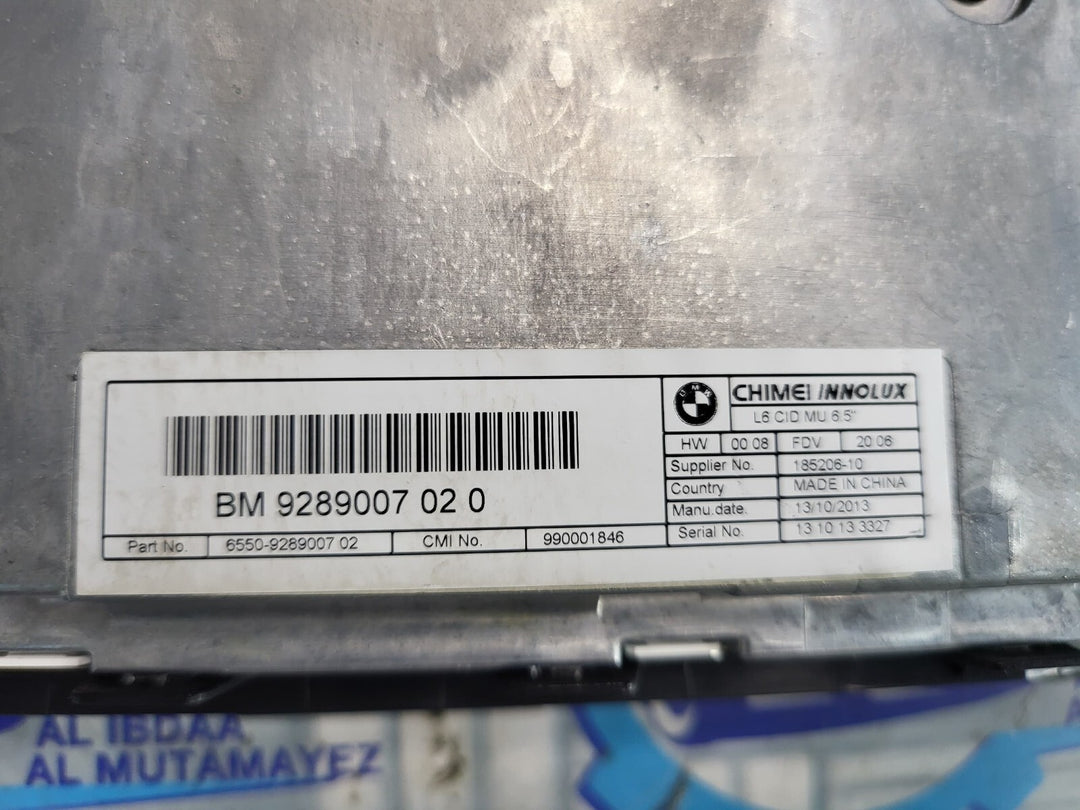 BMW
CHIMEI INNOLUX
L6 CID MU 6.5"
HW 00 08 FDV 20 06
Supplier No. 185206-10
Country MADE IN CHINA
Manu.date. 13/10/2013
Serial No. 13 10 13 3327
BM 9289007 02 0
Part No. 6550-9289007 02 CMI No. 990001846
AL IBDAA
AL MUTAMAYEZ